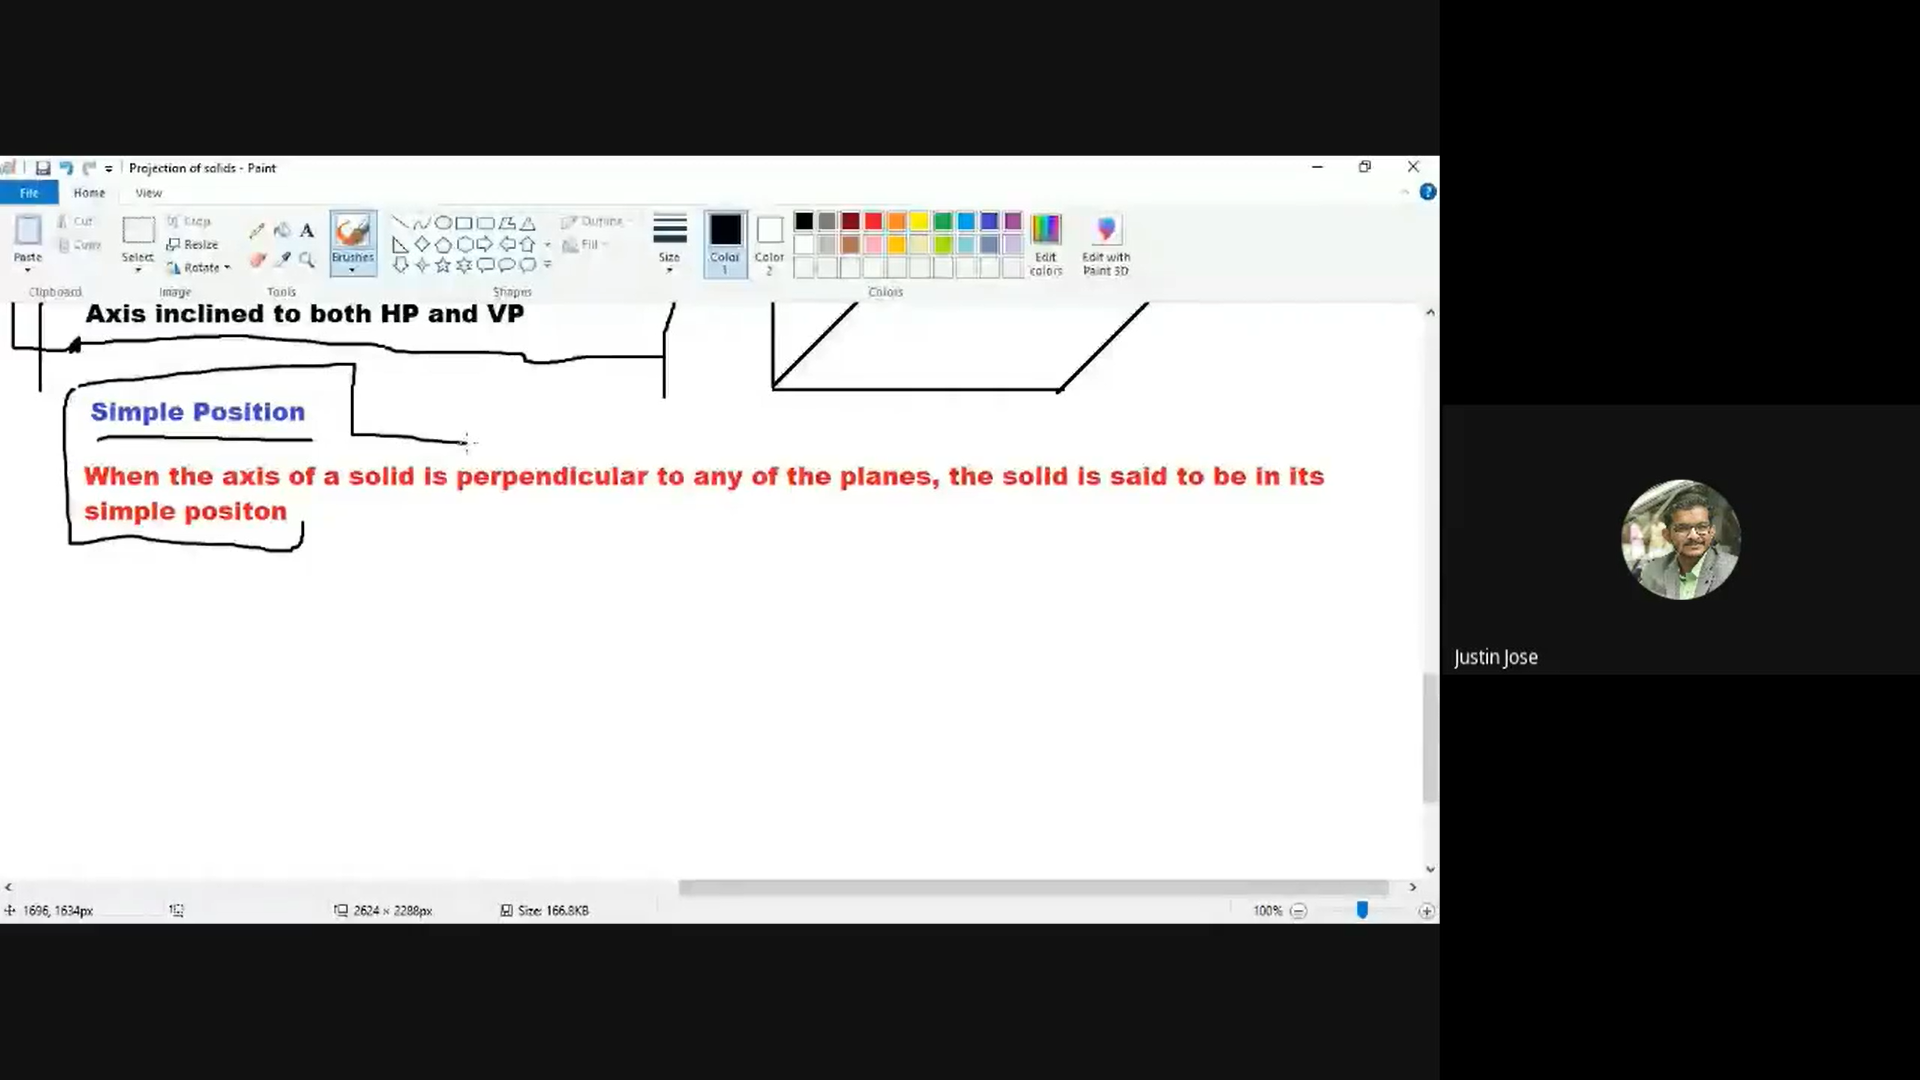 Projection of solids - Paint
File Home View
Paste
Cut
Copy
Clipboard
Select
Crop
Resize
Rotate
Image
A
Tools
Brushes
Outline
Fill
Shapes
Size
Color 1
Color 2
Edit colors
Edit with Paint 3D
Colors
Axis inclined to both HP and VP
Simple Position
When the axis of a solid is perpendicular to any of the planes, the solid is said to be in its
simple positon
1696, 1634px
2624 × 2288px
Size: 166.8KB
100%
Justin Jose